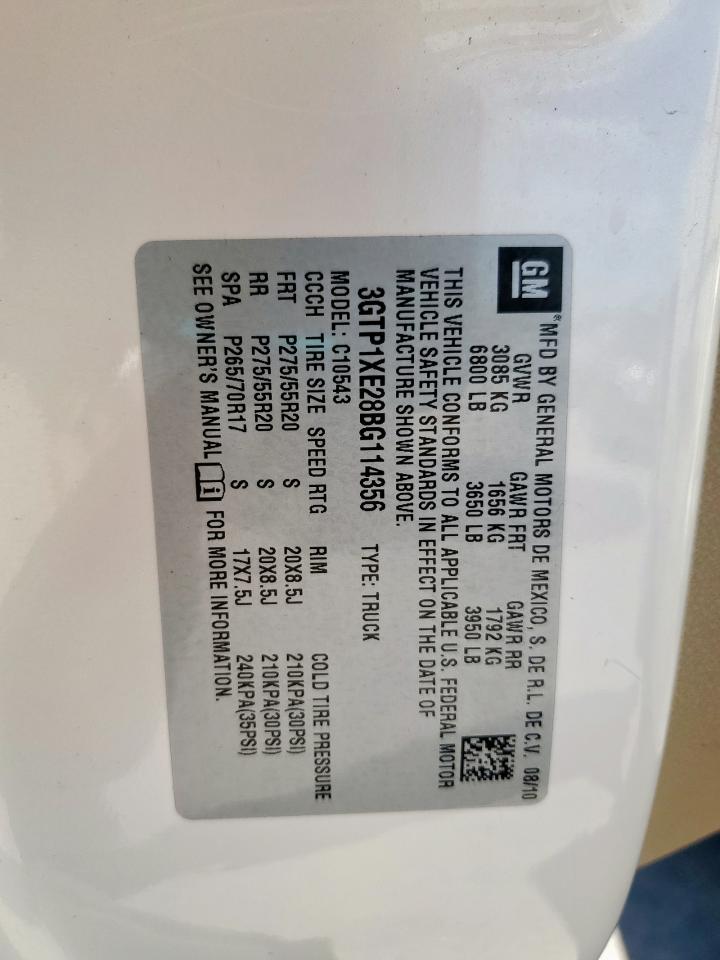 GM ® MFD BY GENERAL MOTORS DE MEXICO, S. DE R.L. DE C.V. 08/10
GVWR GAWR FRT GAWR RR
3085 KG 1656 KG 1792 KG
6800 LB 3650 LB 3950 LB
THIS VEHICLE CONFORMS TO ALL APPLICABLE U.S. FEDERAL MOTOR
VEHICLE SAFETY STANDARDS IN EFFECT ON THE DATE OF
MANUFACTURE SHOWN ABOVE.
3GTP1XE28BG114356 TYPE: TRUCK
MODEL: C10543
CCCH TIRE SIZE SPEED RTG RIM COLD TIRE PRESSURE
FRT P275/55R20 S 20X8.5J 210KPA(30PSI)
RR P275/55R20 S 20X8.5J 210KPA(30PSI)
SPA P265/70R17 S 17X7.5J 240KPA(35PSI)
SEE OWNER'S MANUAL i FOR MORE INFORMATION.